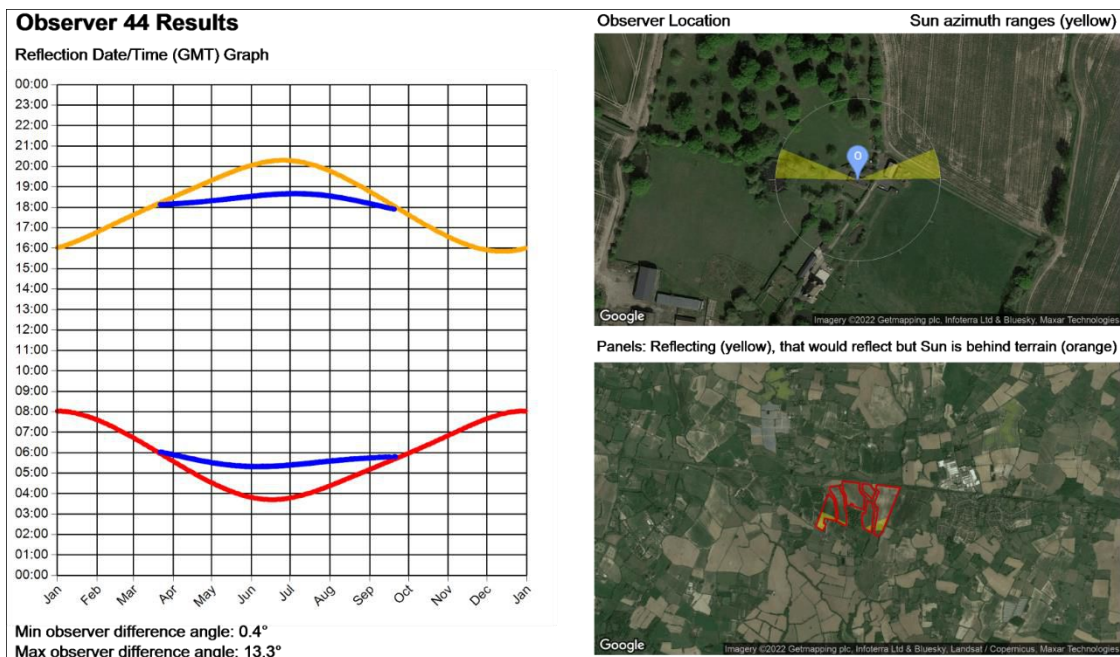 Observer 44 Results
Reflection Date/Time (GMT) Graph
00:00
23:00
22:00
21:00
20:00
19:00
18:00
17:00
16:00
15:00
14:00
13:00
12:00
11:00
10:00
09:00
08:00
07:00
06:00
05:00
04:00
03:00
02:00
01:00
00:00
Jan Feb Mar Apr May Jun Jul Aug Sep Oct Nov Dec Jan
Min observer difference angle: 0.4°
Max observer difference angle: 13.3°
Observer Location Sun azimuth ranges (yellow)
O
Google Imagery ©2022 Getmapping plc, Infoterra Ltd & Bluesky, Maxar Technologies
Panels: Reflecting (yellow), that would reflect but Sun is behind terrain (orange)
Google Imagery ©2022 Getmapping plc, Infoterra Ltd & Bluesky, Landsat / Copernicus, Maxar Technologies